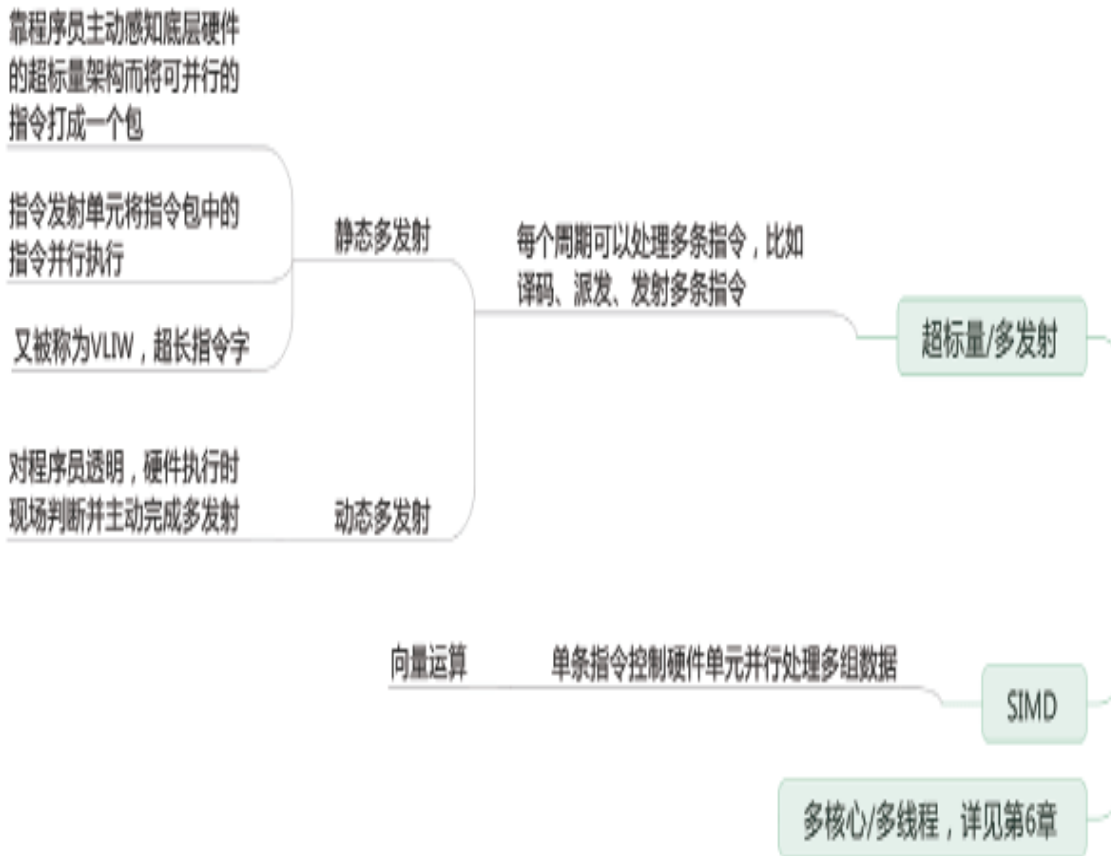 靠程序员主动感知底层硬件
的超标量架构而将可并行的
指令打成一个包
指令发射单元将指令包中的
指令并行执行
又被称为VLIW，超长指令字
静态多发射
每个周期可以处理多条指令，比如
译码、派发、发射多条指令
超标量/多发射
对程序员透明，硬件执行时
现场判断并主动完成多发射
动态多发射
向量运算
单条指令控制硬件单元并行处理多组数据
SIMD
多核心/多线程，详见第6章